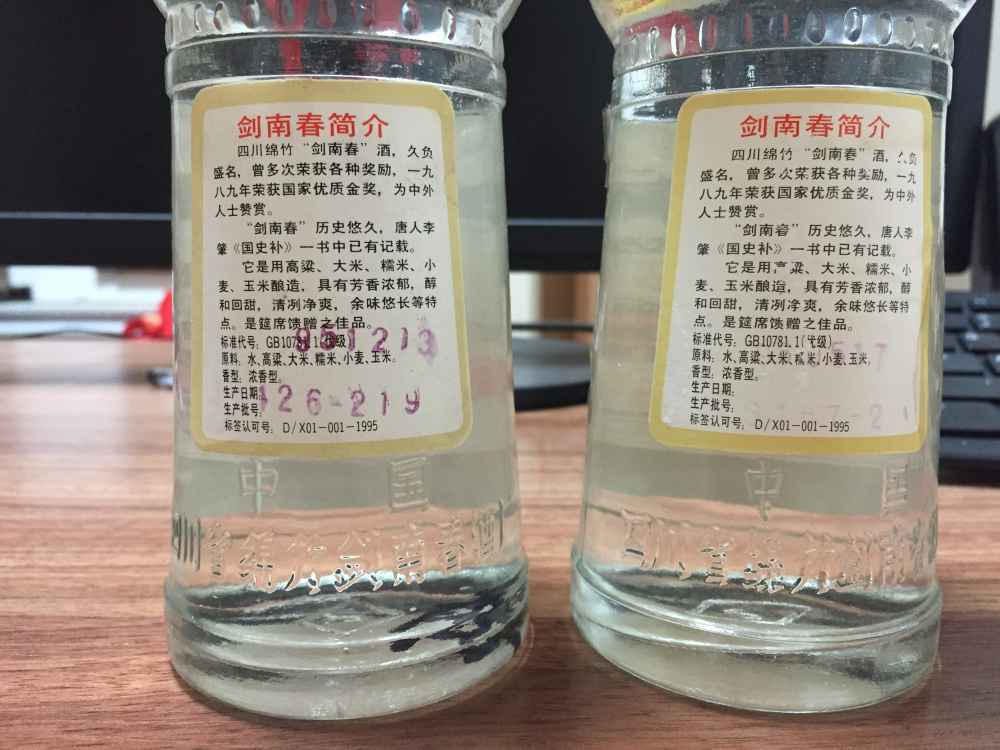 剑南春简介
四川绵竹“剑南春”酒，久负
盛名，曾多次荣获各种奖励，一九
八九年荣获国家优质金奖，为中外
人士赞赏。
“剑南春”历史悠久，唐人李
肇《国史补》一书中已有记载。
它是用高粱、大米、糯米、小
麦、玉米酿造，具有芳香浓郁，醇
和回甜，清冽净爽，余味悠长等特
点。是筵席馈赠之佳品。
951213
标准代号：GB10781.1（优级）
原料：水、高粱、大米、糯米、小麦、玉米。
香型：浓香型。
生产日期：
生产批号：
126-219
标签认可号：D/X01-001-1995
中国
四川省绵竹剑南春酒
剑南春简介
四川绵竹“剑南春”酒，久负
盛名，曾多次荣获各种奖励，一九
八九年荣获国家优质金奖，为中外
人士赞赏。
“剑南春”历史悠久，唐人李
肇《国史补》一书中已有记载。
它是用高粱、大米、糯米、小
麦、玉米酿造，具有芳香浓郁，醇
和回甜，清冽净爽，余味悠长等特
点。是筵席馈赠之佳品。
标准代号：GB10781.1（优级）
原料：水、高粱、大米、糯米、小麦、玉米。
香型：浓香型。
生产日期：
生产批号：
标签认可号：D/X01-001-1995
中国
四川省绵竹剑南春